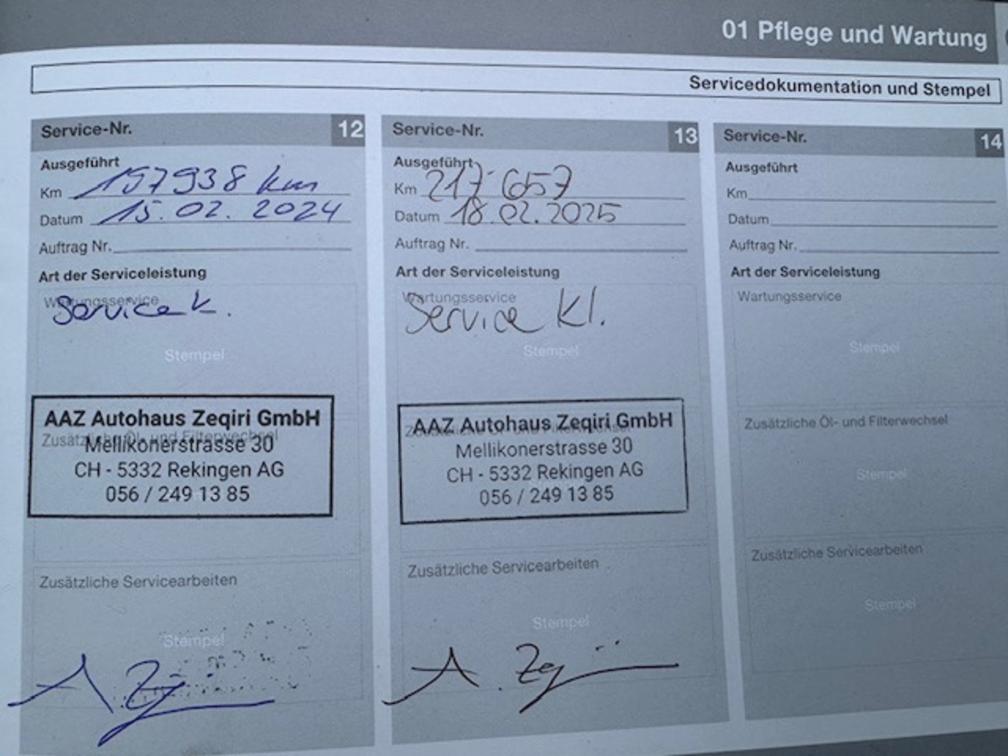 01 Pflege und Wartung
Servicedokumentation und Stempel
Service-Nr. 12
Ausgeführt
Km 197938 km
Datum 15.02.2024
Auftrag Nr.
Art der Serviceleistung
Wartungsservice
Service k.
Stempel
AAZ Autohaus Zeqiri GmbH
Zusätzliche Öl- und Filterwechsel
Mellikonerstrasse 30
CH - 5332 Rekingen AG
056 / 249 13 85
Zusätzliche Servicearbeiten
Stempel
A. Zeqiri
Service-Nr. 13
Ausgeführt
Km 217'657
Datum 18.02.2025
Auftrag Nr.
Art der Serviceleistung
Wartungsservice
Service kl.
Stempel
AAZ Autohaus Zeqiri GmbH
Mellikonerstrasse 30
CH - 5332 Rekingen AG
056 / 249 13 85
Zusätzliche Servicearbeiten
Stempel
Service-Nr. 14
Ausgeführt
Km
Datum
Auftrag Nr.
Art der Serviceleistung
Wartungsservice
Stempel
Zusätzliche Öl- und Filterwechsel
Stempel
Zusätzliche Servicearbeiten
Stempel